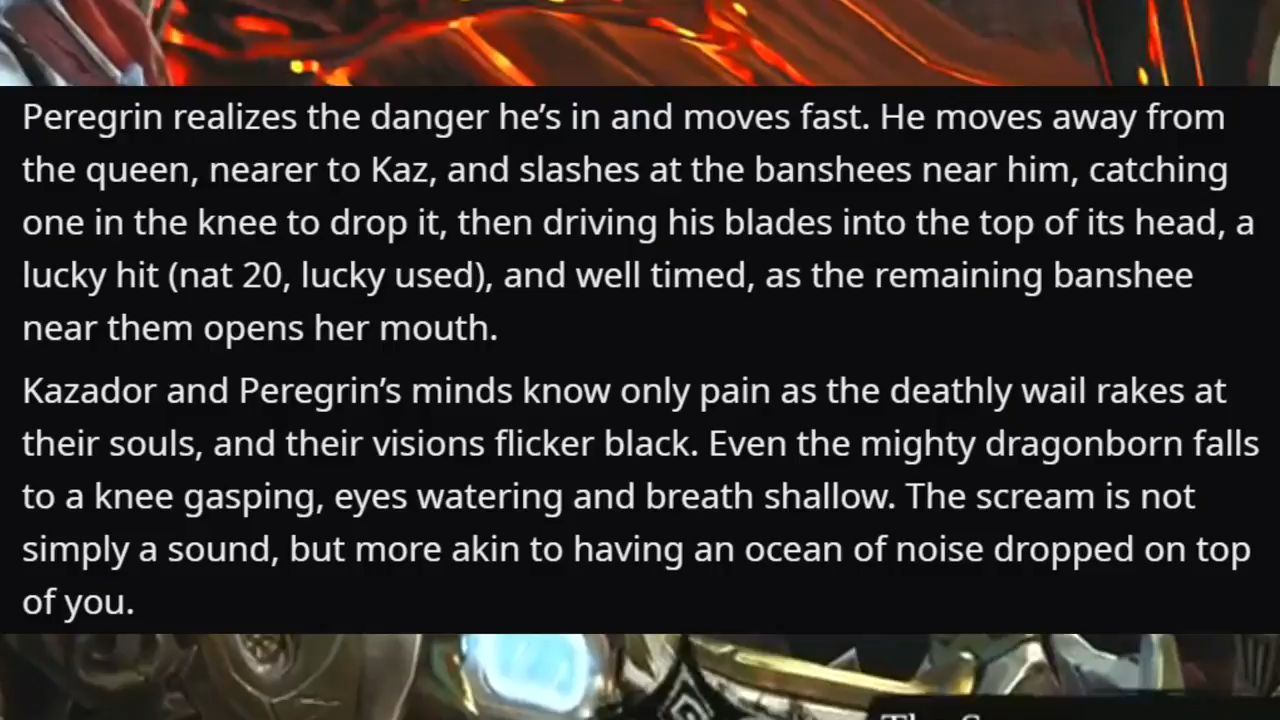 Peregrin realizes the danger he’s in and moves fast. He moves away from
the queen, nearer to Kaz, and slashes at the banshees near him, catching
one in the knee to drop it, then driving his blades into the top of its head, a
lucky hit (nat 20, lucky used), and well timed, as the remaining banshee
near them opens her mouth.
Kazador and Peregrin’s minds know only pain as the deathly wail rakes at
their souls, and their visions flicker black. Even the mighty dragonborn falls
to a knee gasping, eyes watering and breath shallow. The scream is not
simply a sound, but more akin to having an ocean of noise dropped on top
of you.